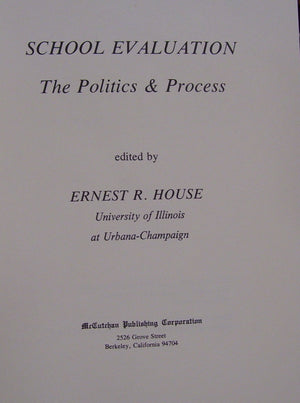 SCHOOL EVALUATION
The Politics & Process
edited by
ERNEST R. HOUSE
University of Illinois
at Urbana-Champaign
McCutchan Publishing Corporation
2526 Grove Street
Berkeley, California 94704